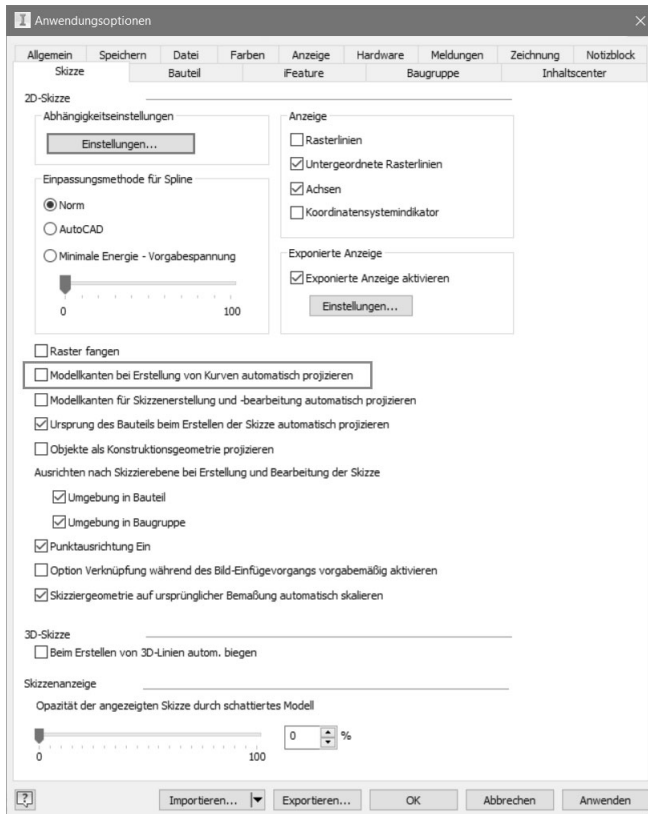 I Anwendungsoptionen
Allgemein Speichern Datei Farben Anzeige Hardware Meldungen Zeichnung Notizblock
Skizze Bauteil iFeature Baugruppe Inhaltscenter
2D-Skizze
Abhängigkeitseinstellungen
Einstellungen...
Einpassungsmethode für Spline
Norm
AutoCAD
Minimale Energie - Vorgabespannung
0 100
Anzeige
Rasterlinien
Untergeordnete Rasterlinien
Achsen
Koordinatensystemindikator
Exponierte Anzeige
Exponierte Anzeige aktivieren
Einstellungen...
Raster fangen
Modellkanten bei Erstellung von Kurven automatisch projizieren
Modellkanten für Skizzenerstellung und -bearbeitung automatisch projizieren
Ursprung des Bauteils beim Erstellen der Skizze automatisch projizieren
Objekte als Konstruktionsgeometrie projizieren
Ausrichten nach Skizzierebene bei Erstellung und Bearbeitung der Skizze
Umgebung in Bauteil
Umgebung in Baugruppe
Punktausrichtung Ein
Option Verknüpfung während des Bild-Einfügevorgangs vorgabemäßig aktivieren
Skizziergeometrie auf ursprünglicher Bemaßung automatisch skalieren
3D-Skizze
Beim Erstellen von 3D-Linien autom. biegen
Skizzenanzeige
Opazität der angezeigten Skizze durch schattiertes Modell
0 100
0 %
? Importieren... Exportieren... OK Abbrechen Anwenden